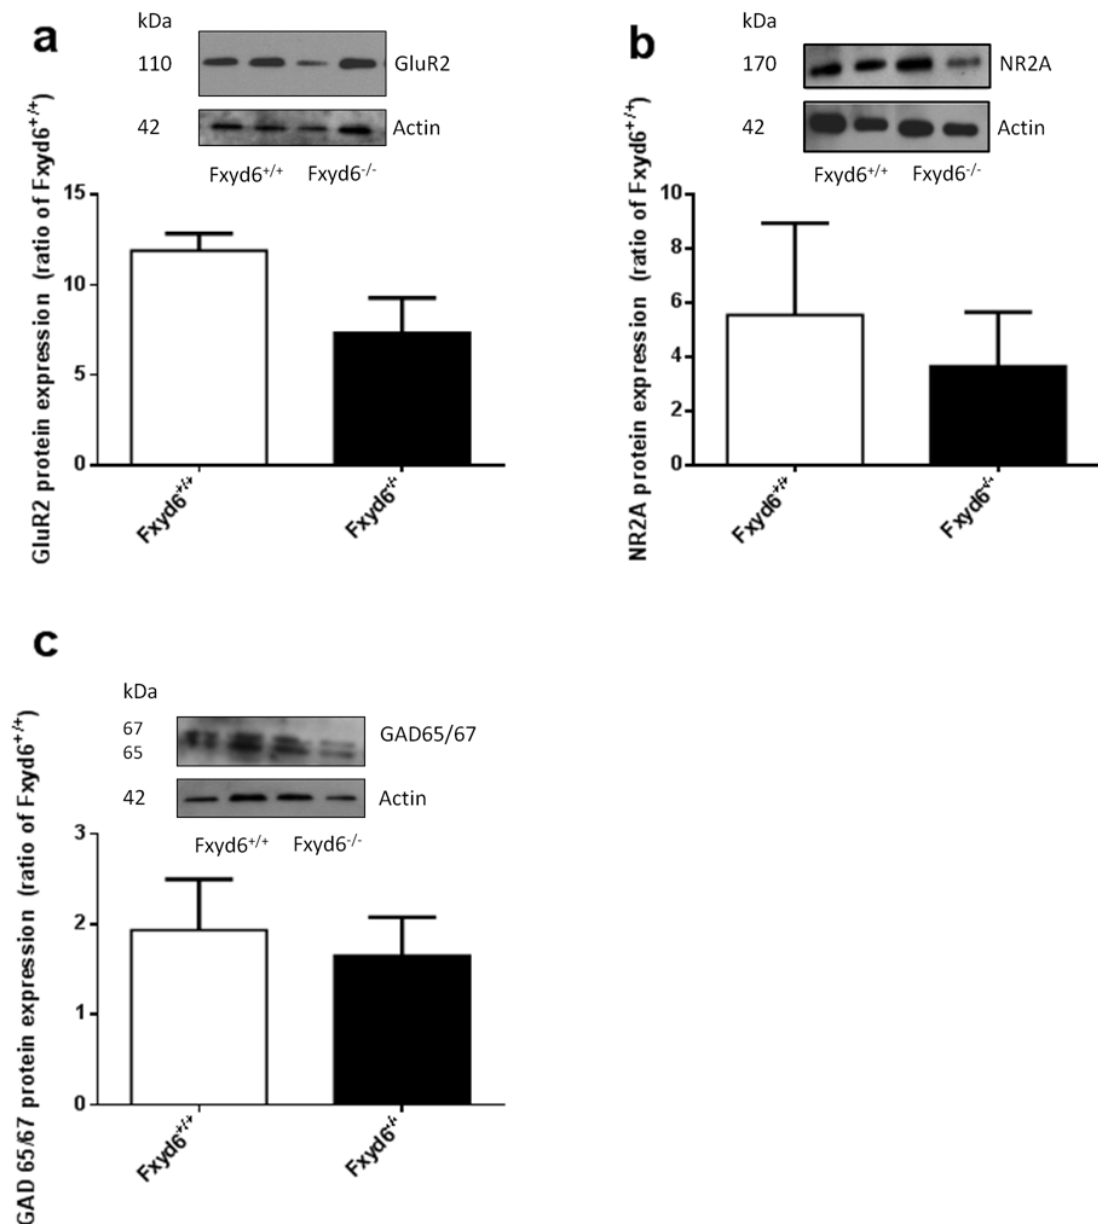 a
kDa
110
GluR2
42
Actin
Fxyd6+/+ Fxyd6-/-
GluR2 protein expression (ratio of Fxyd6+/+)
15
10
5
0
Fxyd6+/+
Fxyd6-/-
b
kDa
170
NR2A
42
Actin
Fxyd6+/+ Fxyd6-/-
NR2A protein expression (ratio of Fxyd6+/+)
10
8
6
4
2
0
Fxyd6+/+
Fxyd6-/-
c
kDa
67
65
GAD65/67
42
Actin
Fxyd6+/+ Fxyd6-/-
GAD 65/67 protein expression (ratio of Fxyd6+/+)
3
2
1
0
Fxyd6+/+
Fxyd6-/-